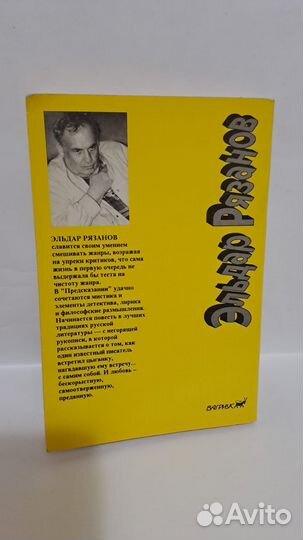 ЭЛЬДАР РЯЗАНОВ
славится своим умением
смешивать жанры, возражая
на упреки критиков, что сама
жизнь в первую очередь не
выдержала бы теста на
чистоту жанра.
В "Предсказании" удачно
сочетаются мистика и
элементы детектива, лирика
и философские размышления.
Начинается повесть в лучших
традициях русской
литературы — с негорящей
рукописи, в которой
рассказывается о том, как
один известный писатель
встретил цыганку,
нагадавшую ему встречу...
с самим собой. И любовь —
бескорыстную,
самоотверженную,
преданную.
Эльдар Рязанов
ВАГРИУС
Avito